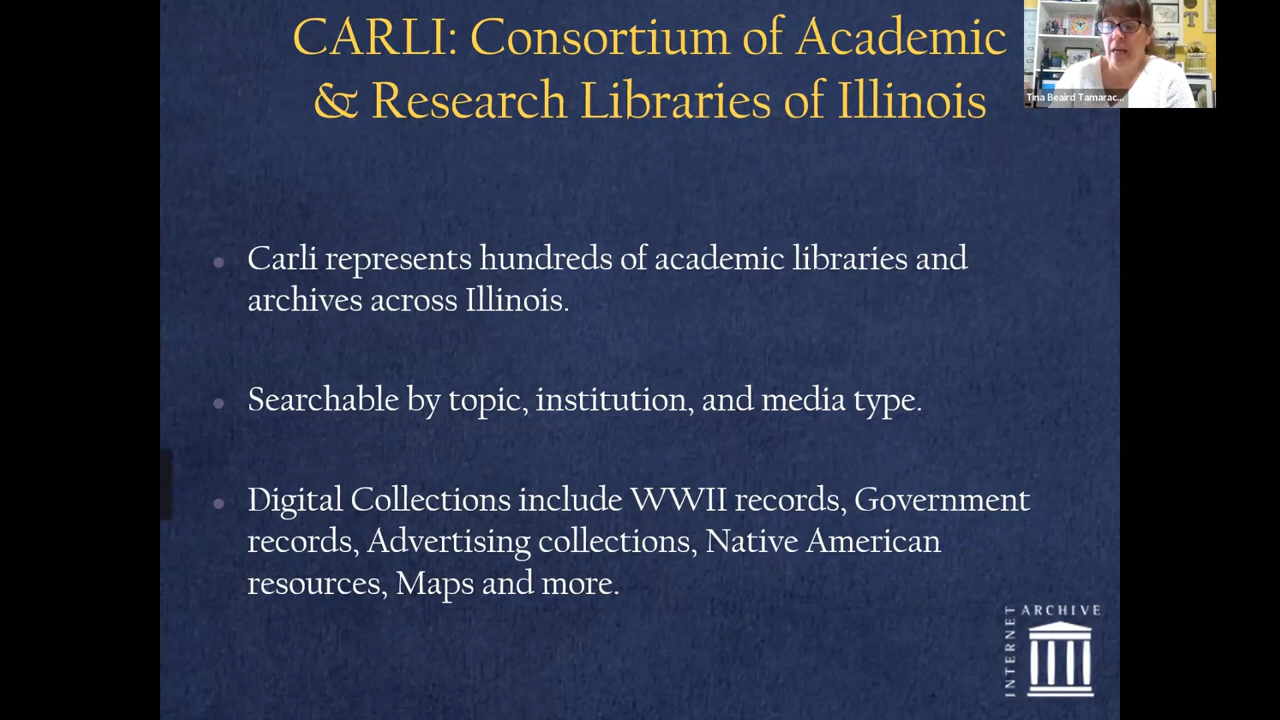 CARLI: Consortium of Academic
& Research Libraries of Illinois
Tina Beaird Tamarac...
• Carli represents hundreds of academic libraries and
archives across Illinois.
• Searchable by topic, institution, and media type.
• Digital Collections include WWII records, Government
records, Advertising collections, Native American
resources, Maps and more.
INTERNET
ARCHIVE